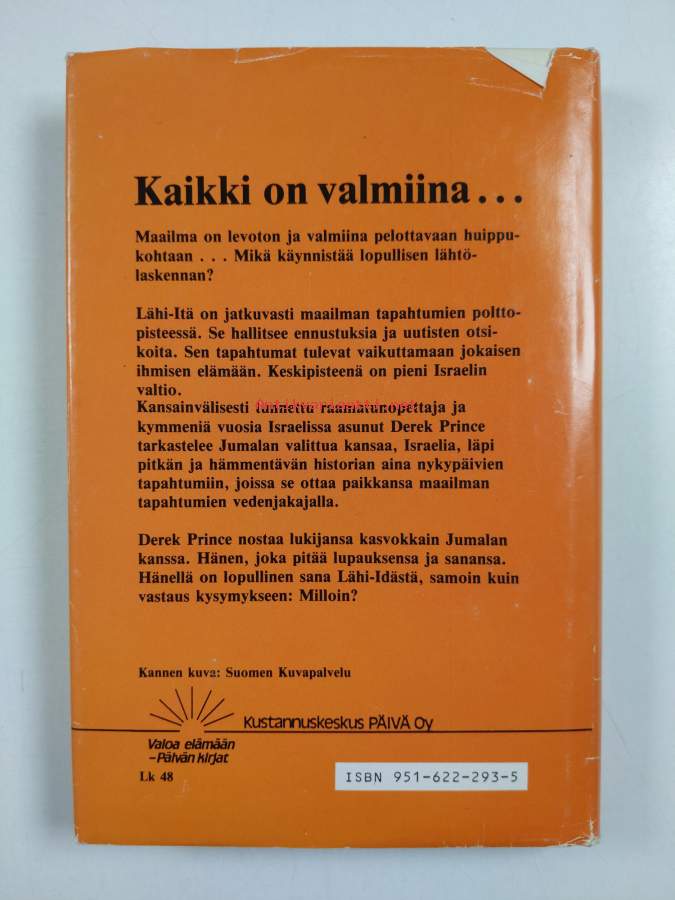 Kaikki on valmiina...
Maailma on levoton ja valmiina pelottavaan huippu-
kohtaan . . . Mikä käynnistää lopullisen lähtö-
laskennan?
Lähi-Itä on jatkuvasti maailman tapahtumien poltto-
pisteessä. Se hallitsee ennustuksia ja uutisten otsi-
koita. Sen tapahtumat tulevat vaikuttamaan jokaisen
ihmisen elämään. Keskipisteenä on pieni Israelin
valtio.
Kansainvälisesti tunnettu raamatunopettaja ja
kymmeniä vuosia Israelissa asunut Derek Prince
tarkastelee Jumalan valittua kansaa, Israelia, läpi
pitkän ja hämmentävän historian aina nykypäivien
tapahtumiin, joissa se ottaa paikkansa maailman
tapahtumien vedenjakajalla.
Derek Prince nostaa lukijansa kasvokkain Jumalan
kanssa. Hänen, joka pitää lupauksensa ja sanansa.
Hänellä on lopullinen sana Lähi-Idästä, samoin kuin
vastaus kysymykseen: Milloin?
Kannen kuva: Suomen Kuvapalvelu
Kustannuskeskus PÄIVÄ Oy
Valoa elämään
–Päivän kirjat
Lk 48
ISBN 951-622-293-5